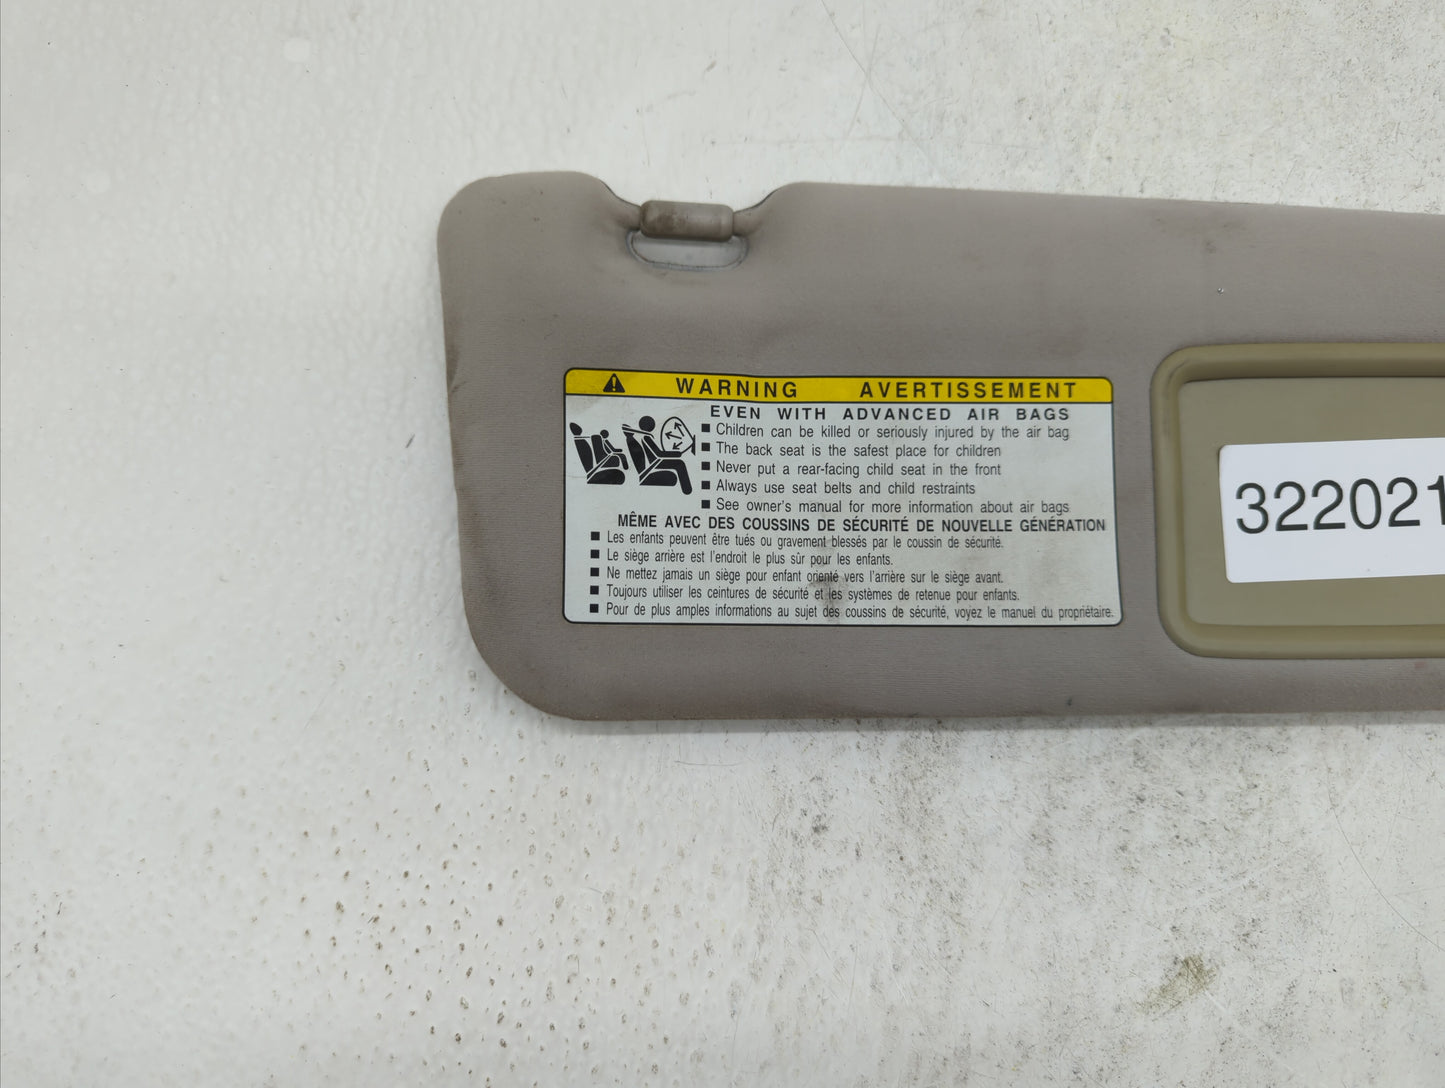 WARNING AVERTISSEMENT
EVEN WITH ADVANCED AIR BAGS
■ Children can be killed or seriously injured by the air bag
■ The back seat is the safest place for children
■ Never put a rear-facing child seat in the front
■ Always use seat belts and child restraints
■ See owner's manual for more information about air bags
MÊME AVEC DES COUSSINS DE SÉCURITÉ DE NOUVELLE GÉNÉRATION
■ Les enfants peuvent être tués ou gravement blessés par le coussin de sécurité.
■ Le siège arrière est l'endroit le plus sûr pour les enfants.
■ Ne mettez jamais un siège pour enfant orienté vers l'arrière sur le siège avant.
■ Toujours utiliser les ceintures de sécurité et les systèmes de retenue pour enfants.
■ Pour de plus amples informations au sujet des coussins de sécurité, voyez le manuel du propriétaire.
322021